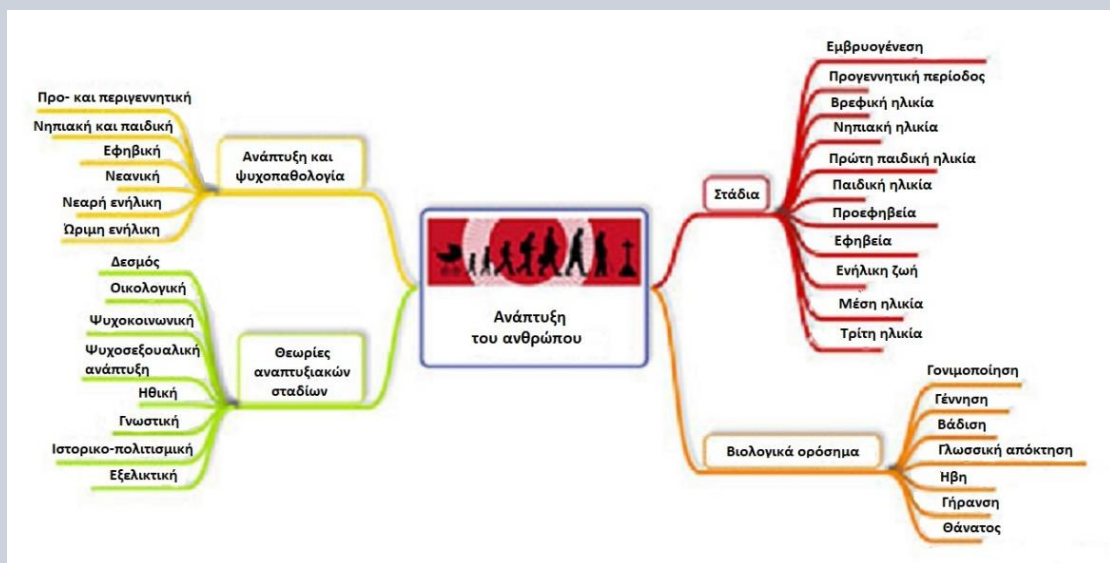 Προ- και περιγεννητική
Νηπιακή και παιδική
Εφηβική
Νεανική
Νεαρή ενήλικη
Ώριμη ενήλικη
Ανάπτυξη και
ψυχοπαθολογία
Δεσμός
Οικολογική
Ψυχοκοινωνική
Ψυχοσεξουαλική
ανάπτυξη
Ηθική
Γνωστική
Ιστορικο-πολιτισμική
Εξελικτική
Θεωρίες
αναπτυξιακών
σταδίων
Ανάπτυξη
του ανθρώπου
Στάδια
Εμβρυογένεση
Προγεννητική περίοδος
Βρεφική ηλικία
Νηπιακή ηλικία
Πρώτη παιδική ηλικία
Παιδική ηλικία
Προεφηβεία
Εφηβεία
Ενήλικη ζωή
Μέση ηλικία
Τρίτη ηλικία
Βιολογικά ορόσημα
Γονιμοποίηση
Γέννηση
Βάδιση
Γλωσσική απόκτηση
Ηβη
Γήρανση
Θάνατος